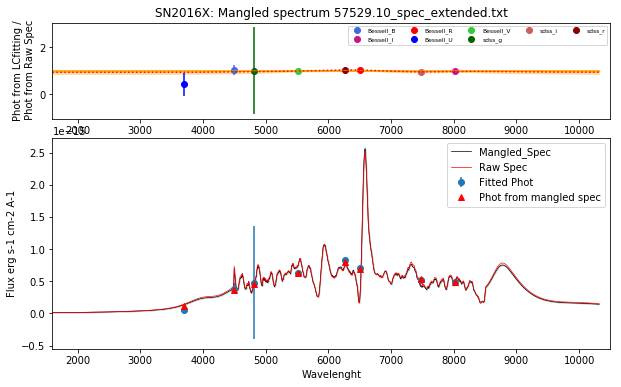 SN2016X: Mangled spectrum 57529.10_spec_extended.txt
Phot from LCfitting /
Phot from Raw Spec
2
0
Bessell_B
Bessell_I
Bessell_R
Bessell_U
Bessell_V
sdss_g
sdss_i
sdss_r
2000 3000 4000 5000 6000 7000 8000 9000 10000
Flux erg s-1 cm-2 A-1
2.5
2.0
1.5
1.0
0.5
0.0
−0.5
Mangled_Spec
Raw Spec
Fitted Phot
Phot from mangled spec
2000 3000 4000 5000 6000 7000 8000 9000 10000
Wavelenght